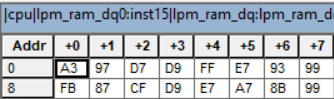 |cpu|lpm_ram_dq0:inst15|lpm_ram_dq:lpm_ram_d
Addr +0 +1 +2 +3 +4 +5 +6 +7
0 A3 97 D7 D9 FF E7 93 99
8 FB 87 CF D9 E7 A7 8B 99